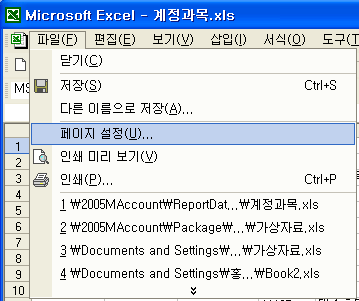 Microsoft Excel - 계정과목.xls
파일(F) 편집(E) 보기(V) 삽입(I) 서식(O) 도구(T)
닫기(C)
저장(S) Ctrl+S
다른 이름으로 저장(A)...
페이지 설정(U)...
인쇄 미리 보기(V)
인쇄(P)... Ctrl+P
1 ₩2005MAccount₩ReportDat...₩계정과목.xls
2 ₩2005MAccount₩Package₩...₩가상자료.xls
3 ₩Documents and Settings₩...₩가상자료.xls
4 ₩Documents and Settings₩홍...₩Book2.xls
MS
1
2
3
4
5
6
7
8
9
10